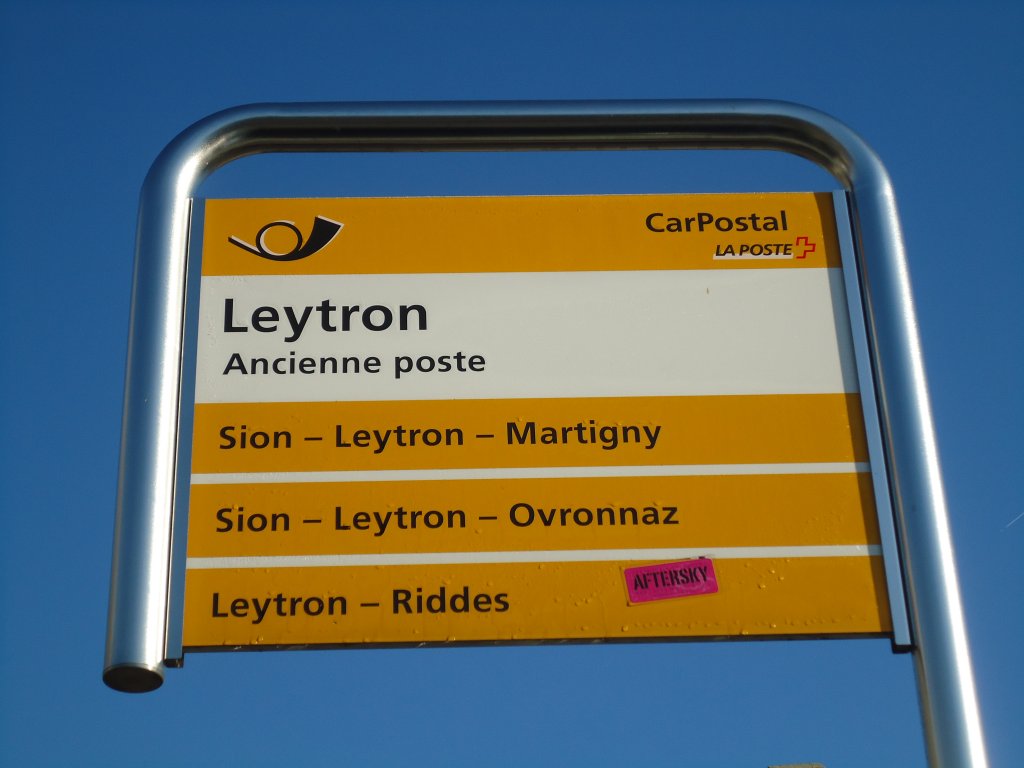 CarPostal
LA POSTE
Leytron
Ancienne poste
Sion – Leytron – Martigny
Sion – Leytron – Ovronnaz
Leytron – Riddes
AFTERSKY